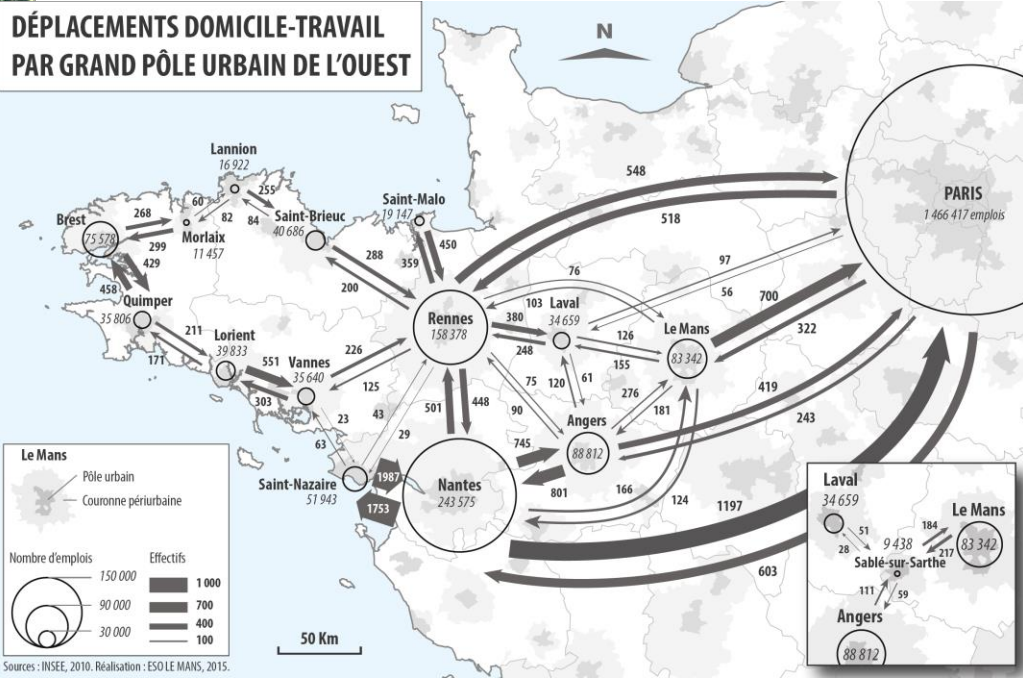 DÉPLACEMENTS DOMICILE-TRAVAIL
PAR GRAND PÔLE URBAIN DE L'OUEST
N
Lannion
16 922
60
255
82
84
Brest
75 578
268
299
Morlaix
11 457
Saint-Brieuc
40 686
Saint-Malo
19 147
450
359
288
200
429
458
Quimper
35 806
211
171
Lorient
39 833
551
303
Vannes
35 640
226
125
23
43
63
29
Rennes
158 378
548
518
PARIS
1 466 417 emplois
97
56
76
103
380
248
Laval
34 659
126
155
Le Mans
83 342
700
322
75
120
61
90
276
181
501
448
Angers
88 812
745
801
419
243
166
124
Saint-Nazaire
51 943
1987
1753
Nantes
243 575
1197
603
Le Mans
Pôle urbain
Couronne périurbaine
Nombre d'emplois
150 000
90 000
30 000
Effectifs
1 000
700
400
100
50 Km
Sources : INSEE, 2010. Réalisation : ESO LE MANS, 2015.
Laval
34 659
51
28
Le Mans
83 342
184
217
9 438
Sablé-sur-Sarthe
111
59
Angers
88 812